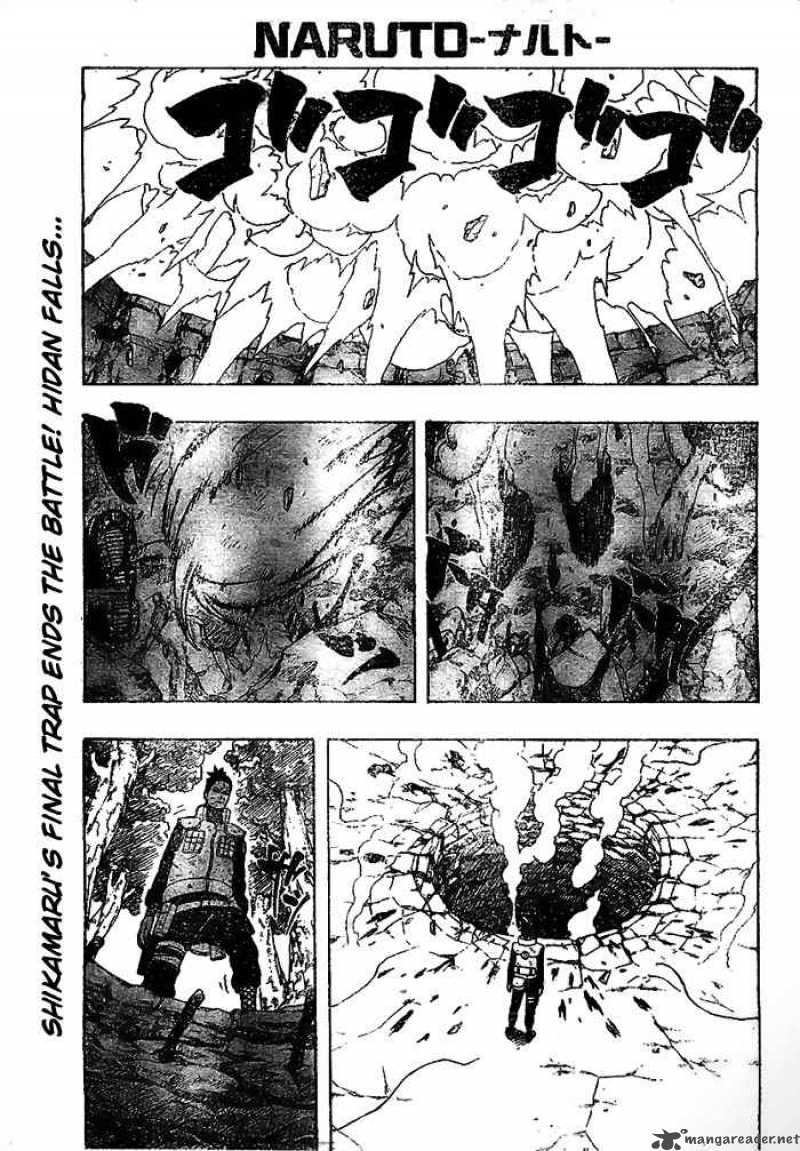 NARUTO-ナルト-
ゴゴゴゴ
SHIKAMARU'S FINAL TRAP ENDS THE BATTLE! HIDAN FALLS...
mangareader.net